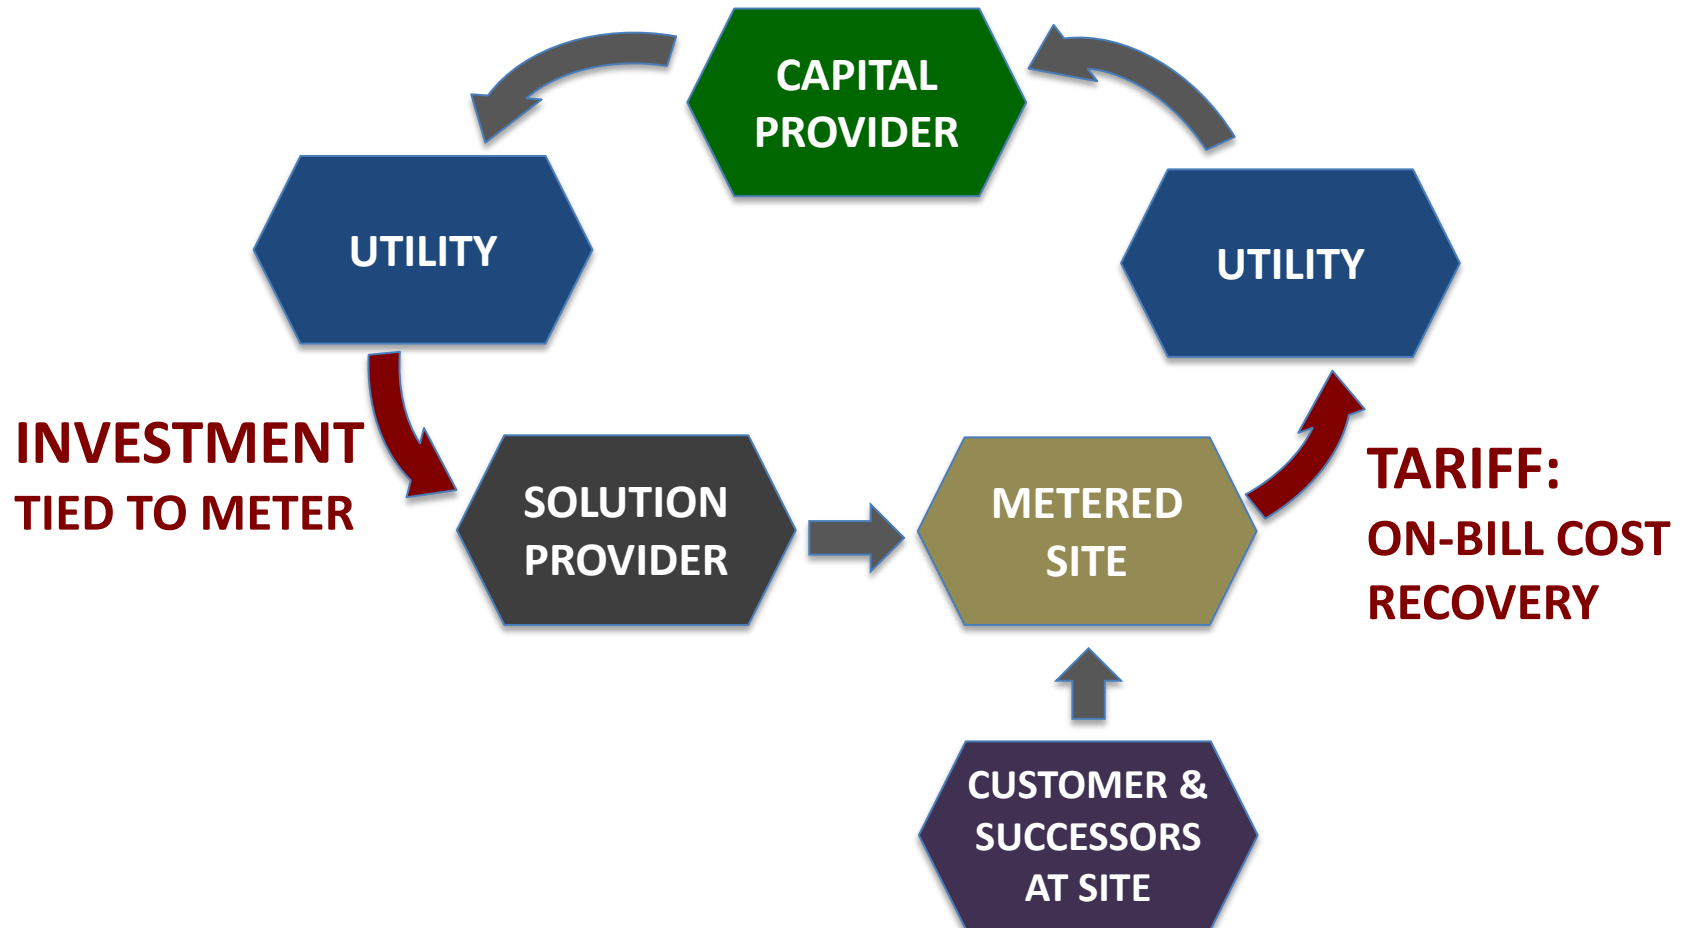 CAPITAL
PROVIDER
UTILITY
UTILITY
INVESTMENT
TIED TO METER
SOLUTION
PROVIDER
METERED
SITE
TARIFF:
ON-BILL COST
RECOVERY
CUSTOMER &
SUCCESSORS
AT SITE